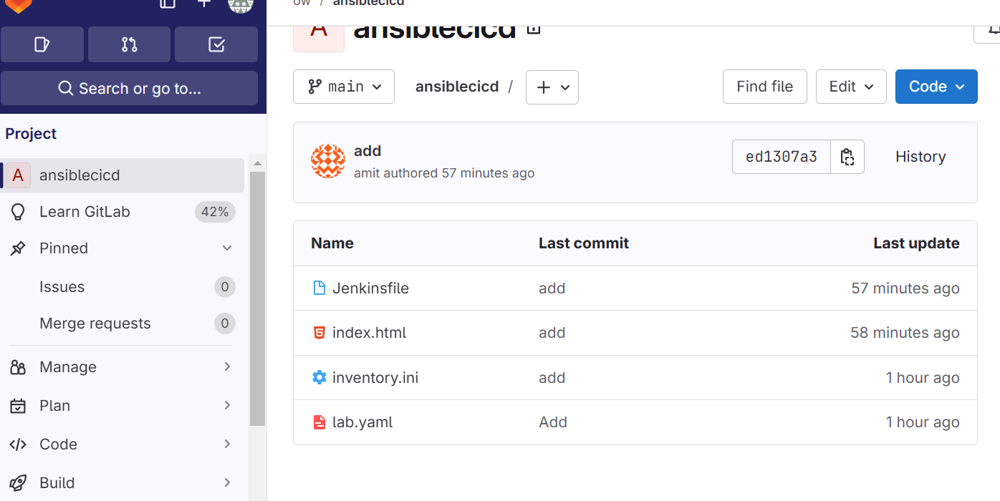 ow / ansiblecicd
A ansiblecicd
Search or go to...
main
ansiblecicd /
Find file
Edit
Code
Project
A ansiblecicd
Learn GitLab 42%
Pinned
Issues 0
Merge requests 0
Manage
Plan
Code
Build
add
amit authored 57 minutes ago
ed1307a3
History
Name Last commit Last update
Jenkinsfile add 57 minutes ago
index.html add 58 minutes ago
inventory.ini add 1 hour ago
lab.yaml Add 1 hour ago